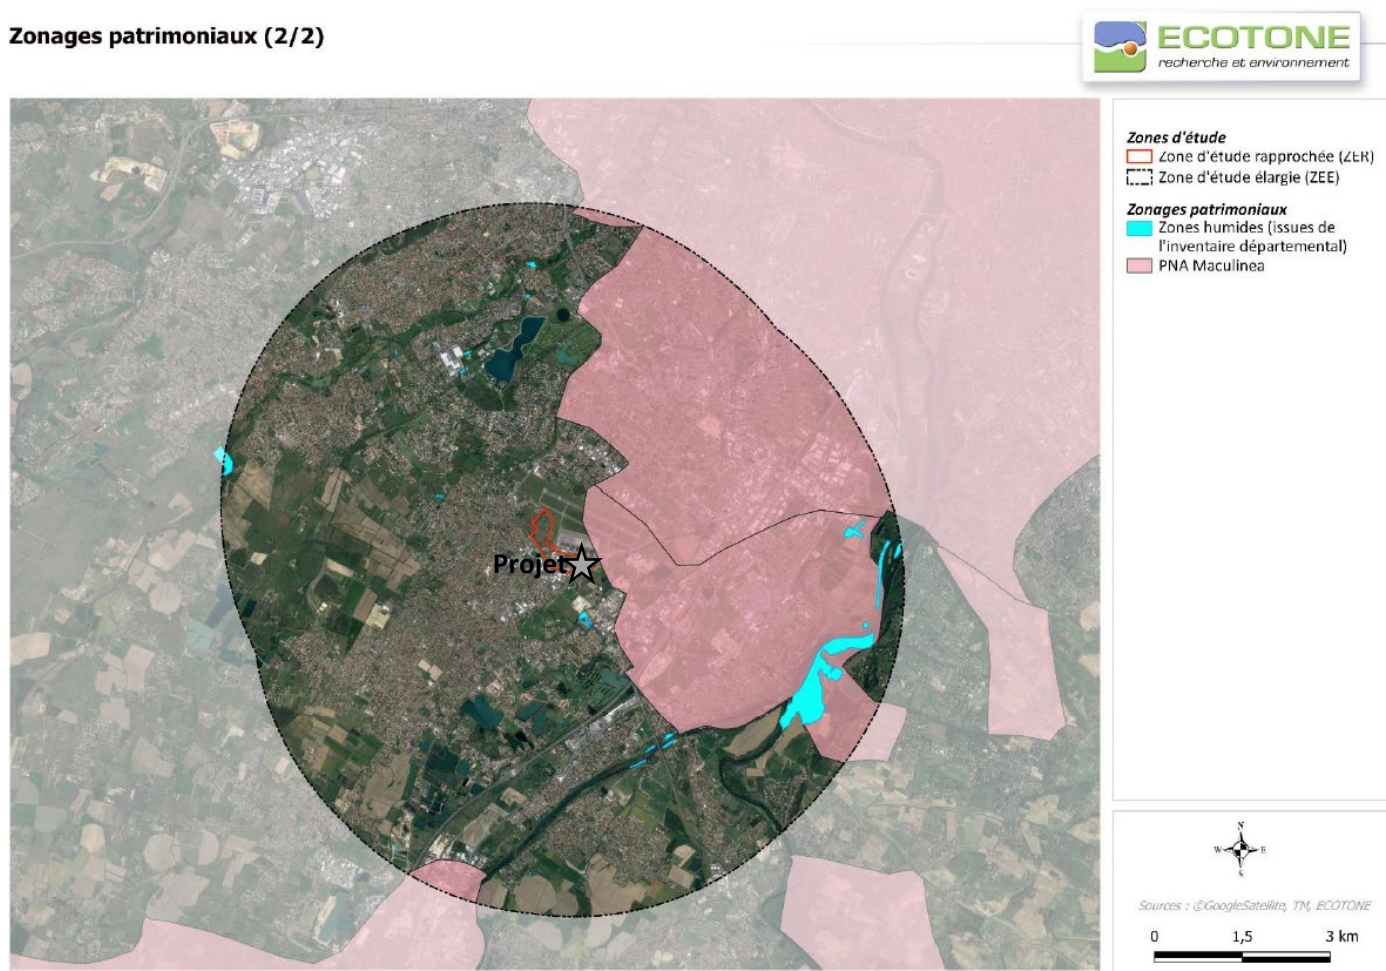 Zonages patrimoniaux (2/2)
ECOTONE
recherche et environnement
Zones d'étude
Zone d'étude rapprochée (ZER)
Zone d'étude élargie (ZEE)
Zonages patrimoniaux
Zones humides (issues de
l'inventaire départemental)
PNA Maculinea
Projet
N
W E
S
Sources : ©GoogleSatellite, TM, ECOTONE
0 1,5 3 km